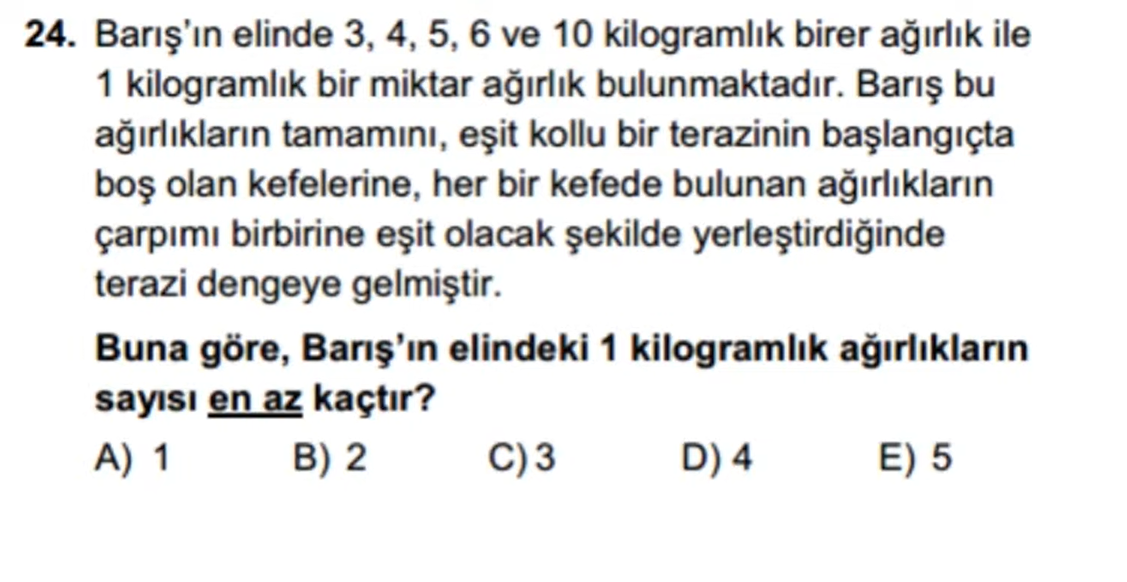 24. Barış'ın elinde 3, 4, 5, 6 ve 10 kilogramlık birer ağırlık ile
1 kilogramlık bir miktar ağırlık bulunmaktadır. Barış bu
ağırlıkların tamamını, eşit kollu bir terazinin başlangıçta
boş olan kefelerine, her bir kefede bulunan ağırlıkların
çarpımı birbirine eşit olacak şekilde yerleştirdiğinde
terazi dengeye gelmiştir.
Buna göre, Barış'ın elindeki 1 kilogramlık ağırlıkların
sayısı en az kaçtır?
A) 1 B) 2 C) 3 D) 4 E) 5